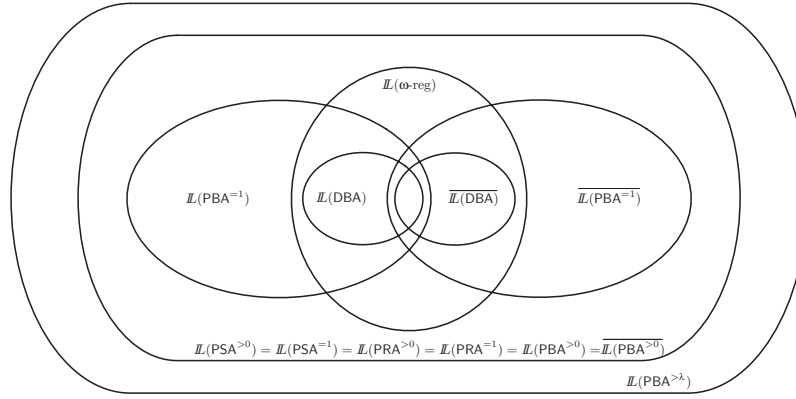 𝕃(ω-reg)
𝕃(PBA⁼¹) 𝕃(DBA) \overline{𝕃(DBA)} \overline{𝕃(PBA⁼¹)}
𝕃(PSA^{>0}) = 𝕃(PSA⁼¹) = 𝕃(PRA^{>0}) = 𝕃(PRA⁼¹) = 𝕃(PBA^{>0}) = \overline{𝕃(PBA^{>0})}
𝕃(PBA^{>λ})